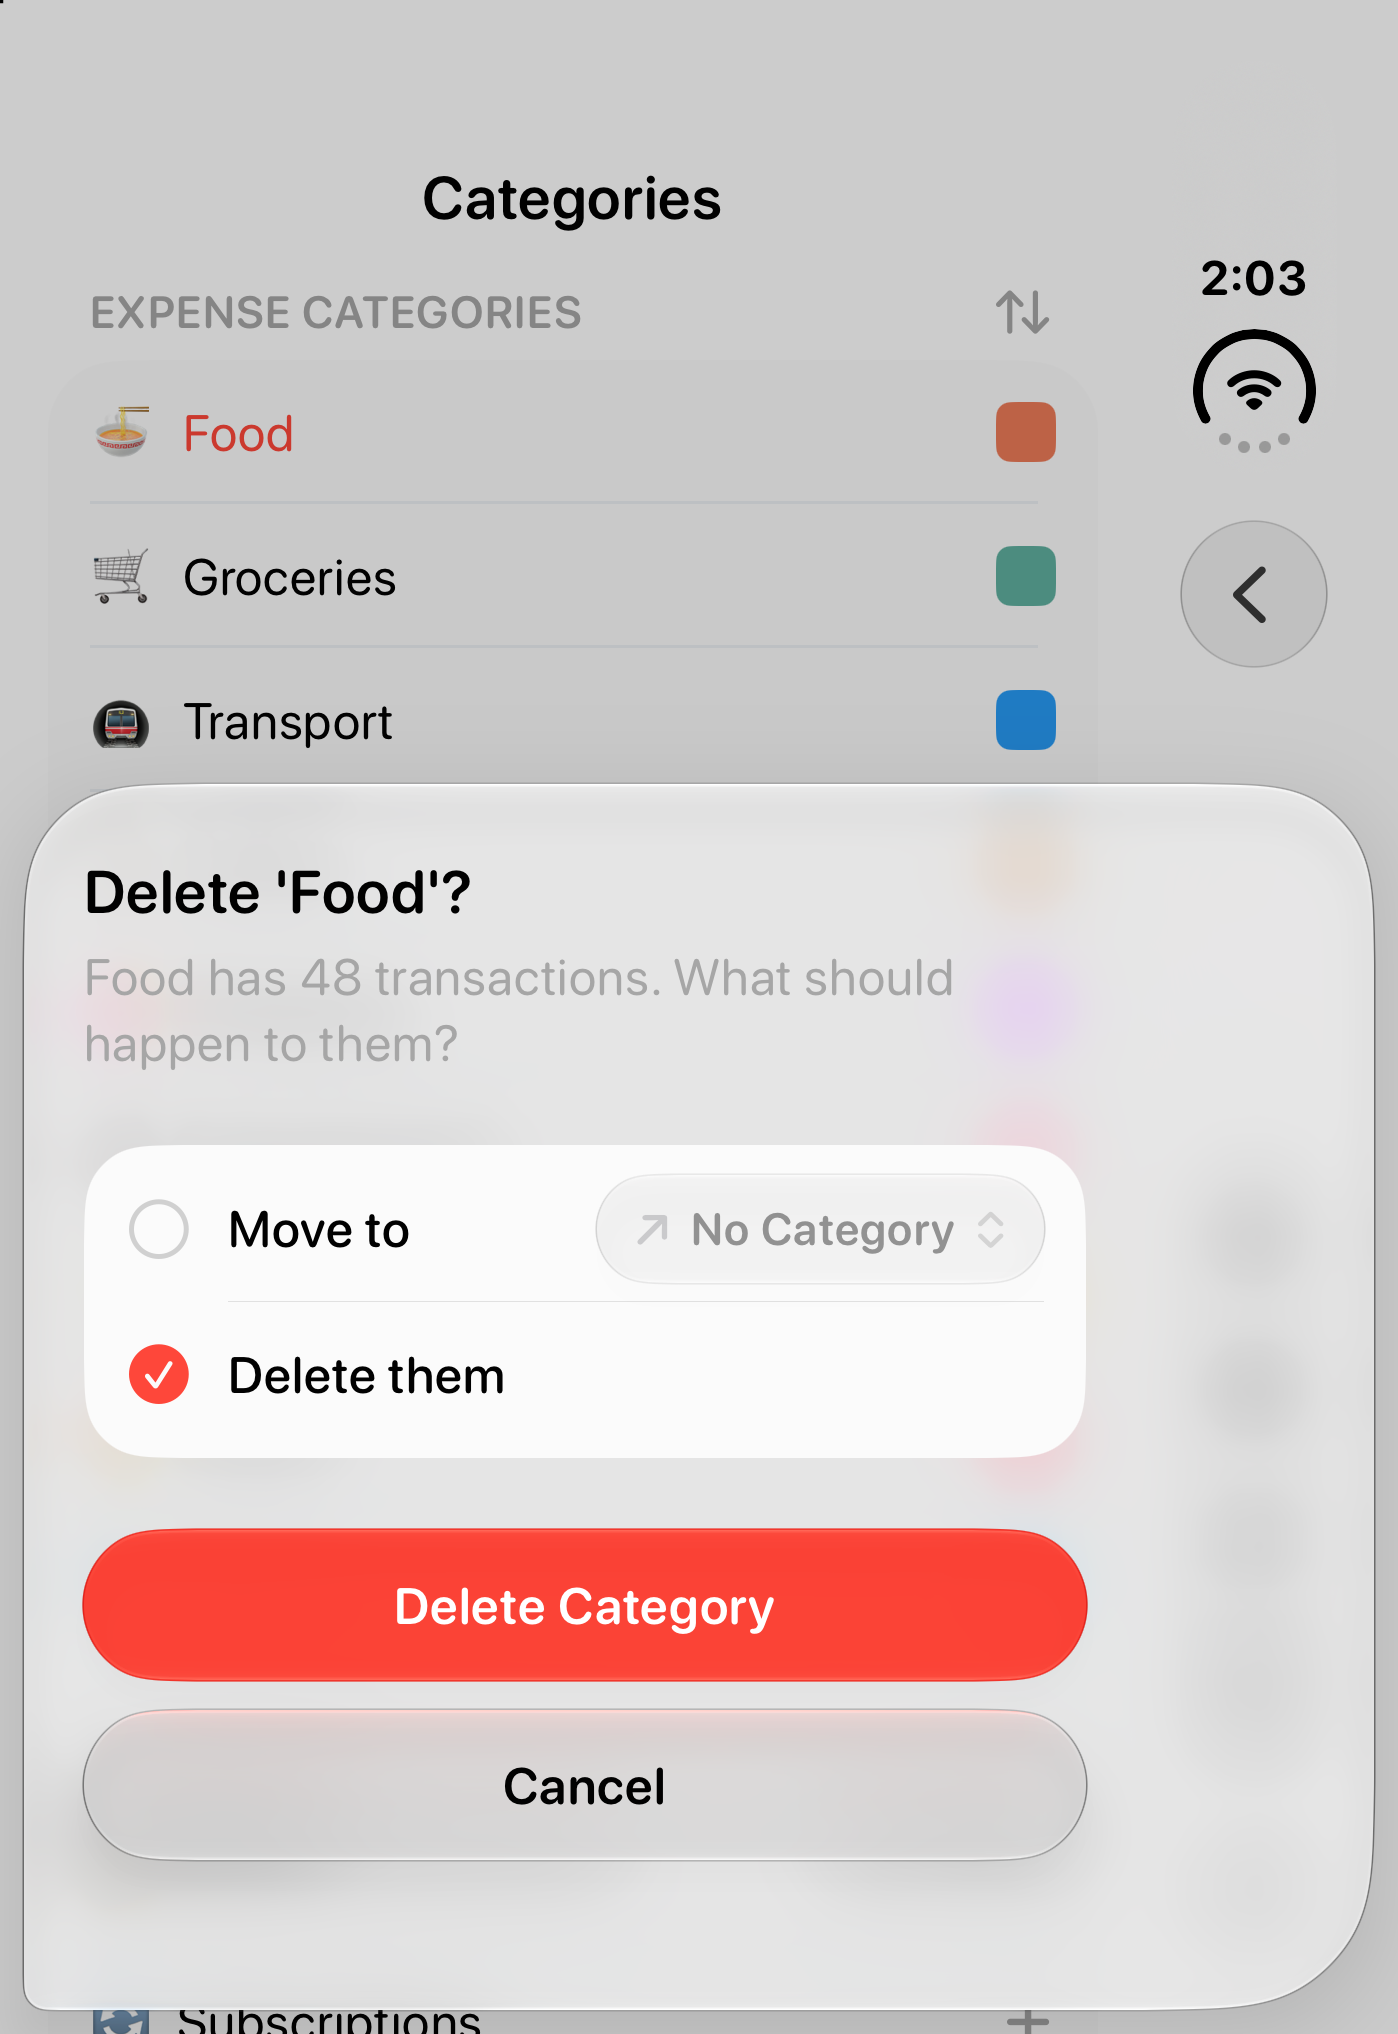 Categories
2:03
EXPENSE CATEGORIES
Food
Groceries
Transport
Delete 'Food'?
Food has 48 transactions. What should
happen to them?
Move to
No Category
Delete them
Delete Category
Cancel
Subscriptions